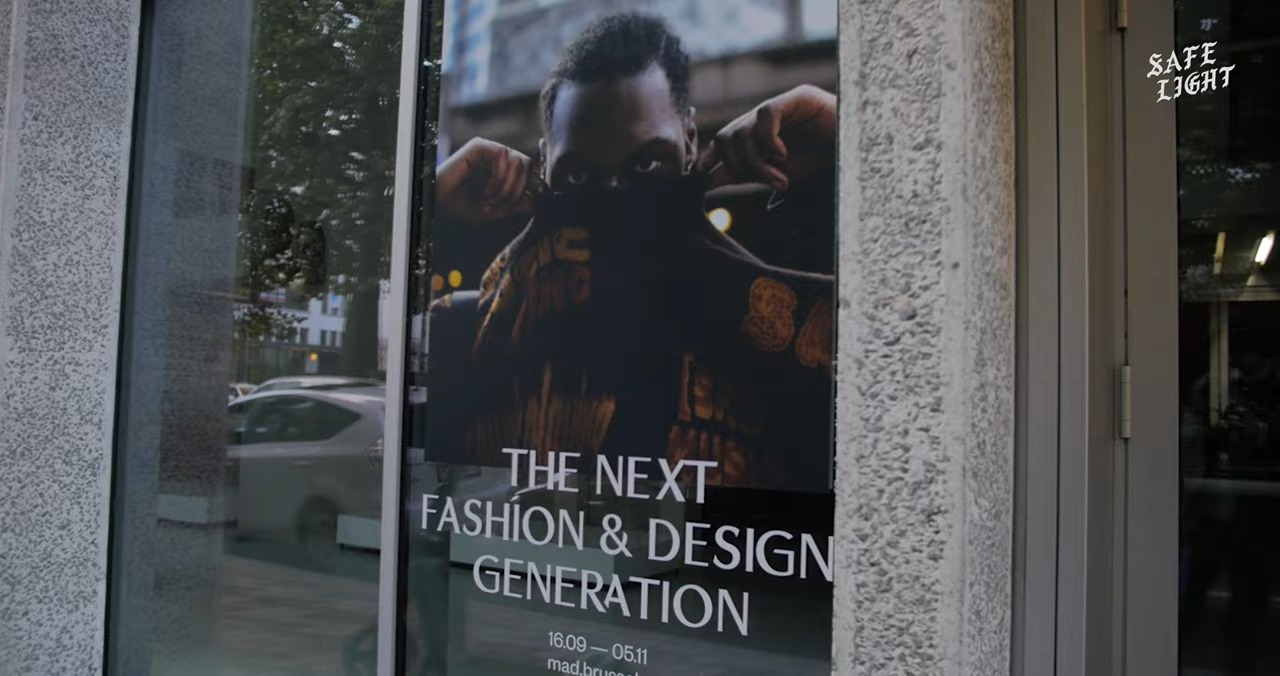 THE NEXT
FASHION & DESIGN
GENERATION
16.09 — 05.11
SAFE
LIGHT